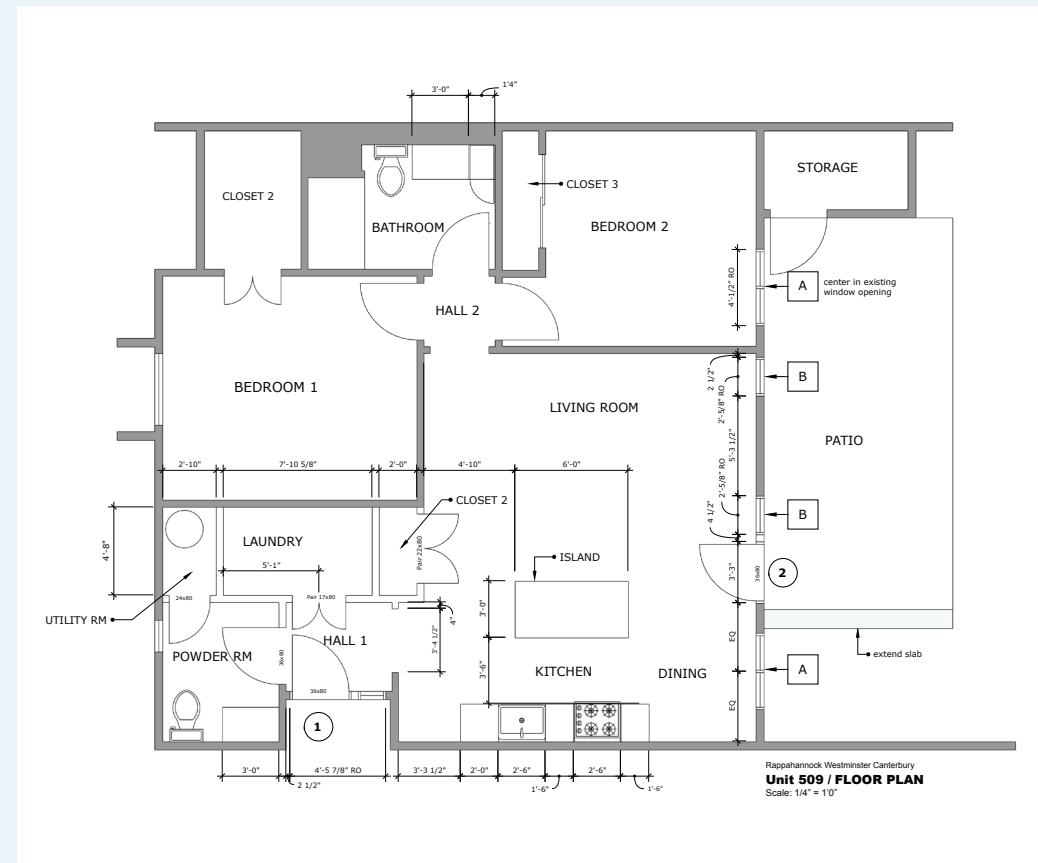 3'-0"
1'4"
CLOSET 2
BATHROOM
CLOSET 3
BEDROOM 2
STORAGE
4'-1/2" RO
A
center in existing
window opening
HALL 2
2 1/2"
2'-5/8" RO
B
BEDROOM 1
LIVING ROOM
5'-3 1/2"
PATIO
2'-10"
7'-10 5/8"
2'-0"
4'-10"
6'-0"
2'-5/8" RO
B
4 1/2"
CLOSET 2
4'-8"
LAUNDRY
Pair 22x80
ISLAND
5'-1"
3'-3"
36x80
2
24x80
Pair 17x80
3'-0"
4"
UTILITY RM
HALL 1
3'-4 1/2"
EQ
POWDER RM
36x80
extend slab
3'-6"
KITCHEN
DINING
A
36x80
EQ
1
3'-0"
4'-5 7/8" RO
3'-3 1/2"
2'-0"
2'-6"
2'-6"
2 1/2"
1'-6"
1'-6"
Rappahannock Westminster Canterbury
Unit 509 / FLOOR PLAN
Scale: 1/4" = 1'0"